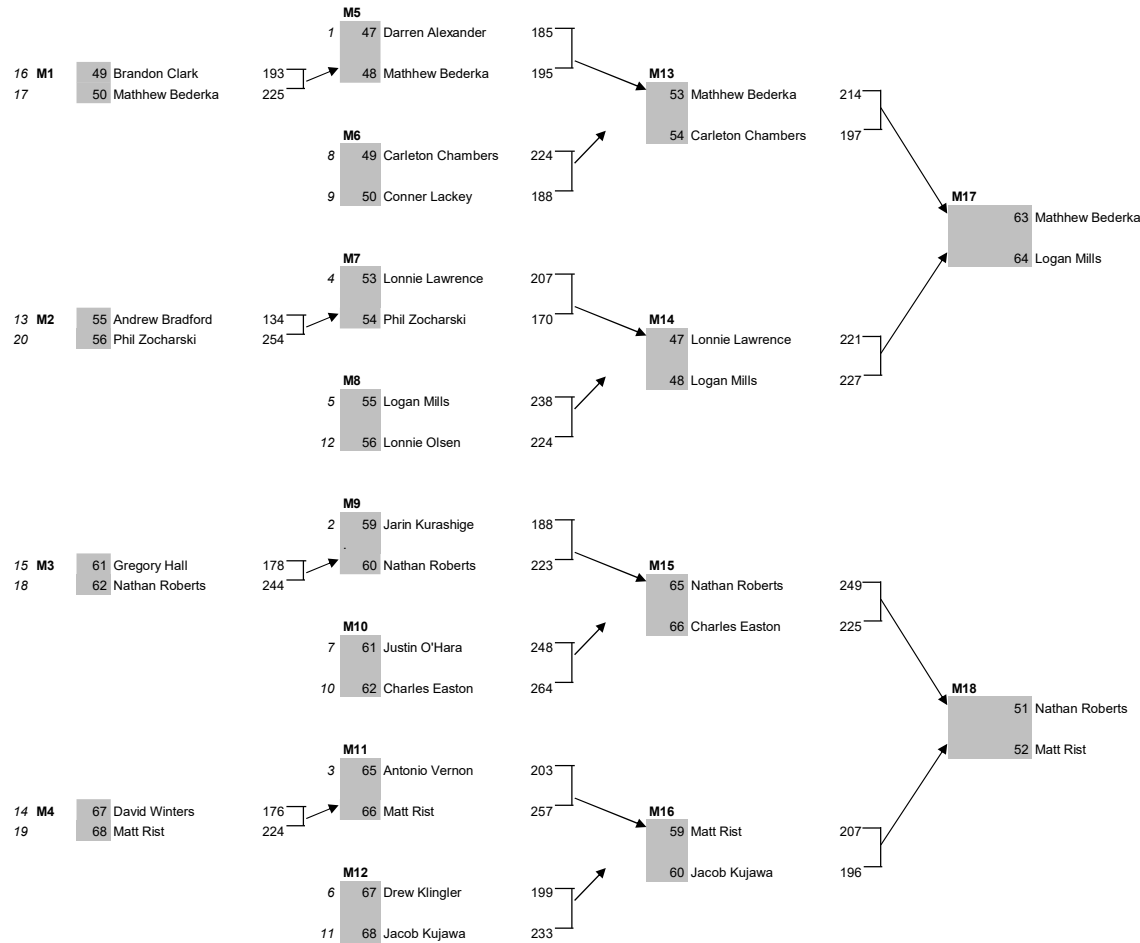 M5
1 47 Darren Alexander 185
16 M1 49 Brandon Clark 193 48 Mathhew Bederka 195 M13
17 50 Mathhew Bederka 225 53 Mathhew Bederka 214
M6 54 Carleton Chambers 197
8 49 Carleton Chambers 224
9 50 Conner Lackey 188 M17
63 Mathhew Bederka
M7 64 Logan Mills
4 53 Lonnie Lawrence 207
13 M2 55 Andrew Bradford 134 54 Phil Zocharski 170 M14
20 56 Phil Zocharski 254 47 Lonnie Lawrence 221
M8 48 Logan Mills 227
5 55 Logan Mills 238
12 56 Lonnie Olsen 224
M9
2 59 Jarin Kurashige 188
.
15 M3 61 Gregory Hall 178 60 Nathan Roberts 223 M15
18 62 Nathan Roberts 244 65 Nathan Roberts 249
M10 66 Charles Easton 225
7 61 Justin O'Hara 248
10 62 Charles Easton 264 M18
51 Nathan Roberts
M11 52 Matt Rist
3 65 Antonio Vernon 203
14 M4 67 David Winters 176 66 Matt Rist 257 M16
19 68 Matt Rist 224 59 Matt Rist 207
M12 60 Jacob Kujawa 196
6 67 Drew Klingler 199
11 68 Jacob Kujawa 233